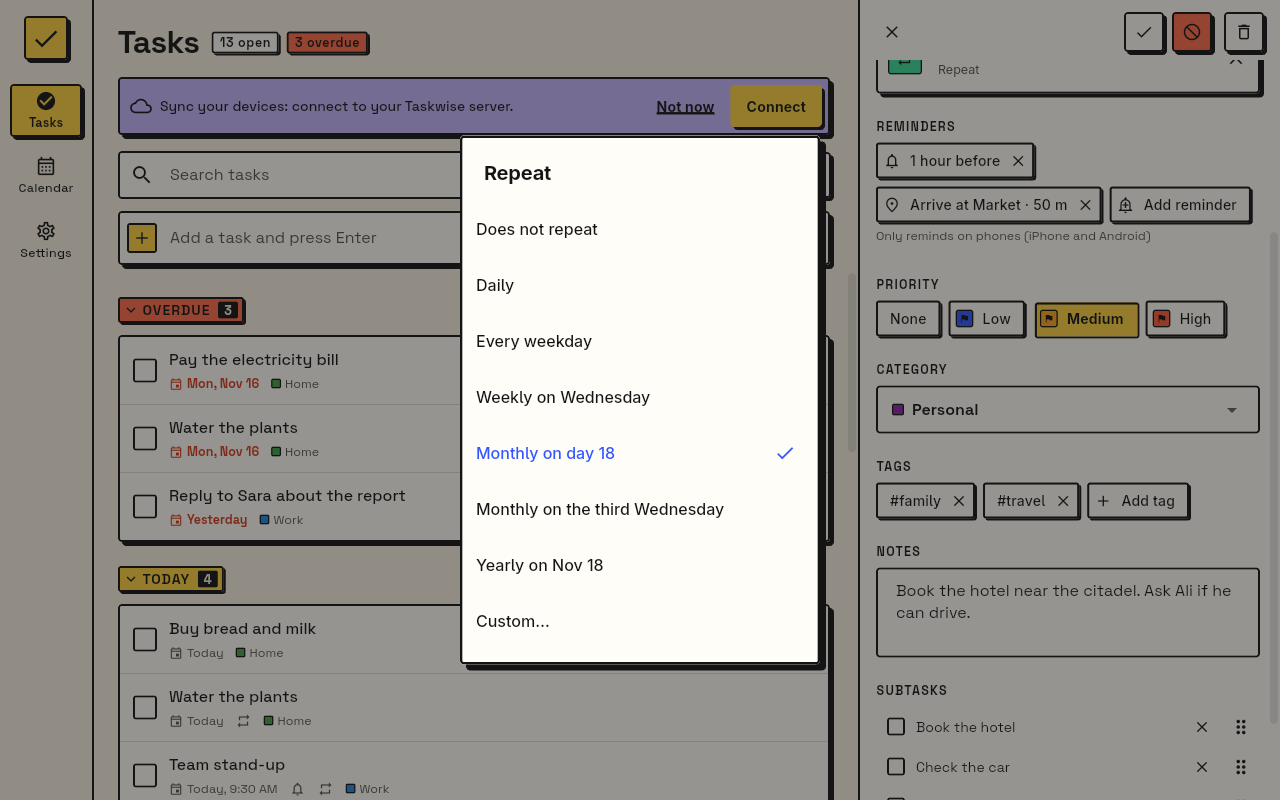 Tasks
Calendar
Settings
Tasks
13 open
3 overdue
Sync your devices: connect to your Taskwise server.
Not now
Connect
Search tasks
Add a task and press Enter
OVERDUE 3
Pay the electricity bill
Mon, Nov 16
Home
Water the plants
Mon, Nov 16
Home
Reply to Sara about the report
Yesterday
Work
TODAY 4
Buy bread and milk
Today
Home
Water the plants
Today
Home
Team stand-up
Today, 9:30 AM
Work
Repeat
Does not repeat
Daily
Every weekday
Weekly on Wednesday
Monthly on day 18
Monthly on the third Wednesday
Yearly on Nov 18
Custom...
Repeat
REMINDERS
1 hour before
Arrive at Market · 50 m
Add reminder
Only reminds on phones (iPhone and Android)
PRIORITY
None
Low
Medium
High
CATEGORY
Personal
TAGS
#family
#travel
Add tag
NOTES
Book the hotel near the citadel. Ask Ali if he
can drive.
SUBTASKS
Book the hotel
Check the car